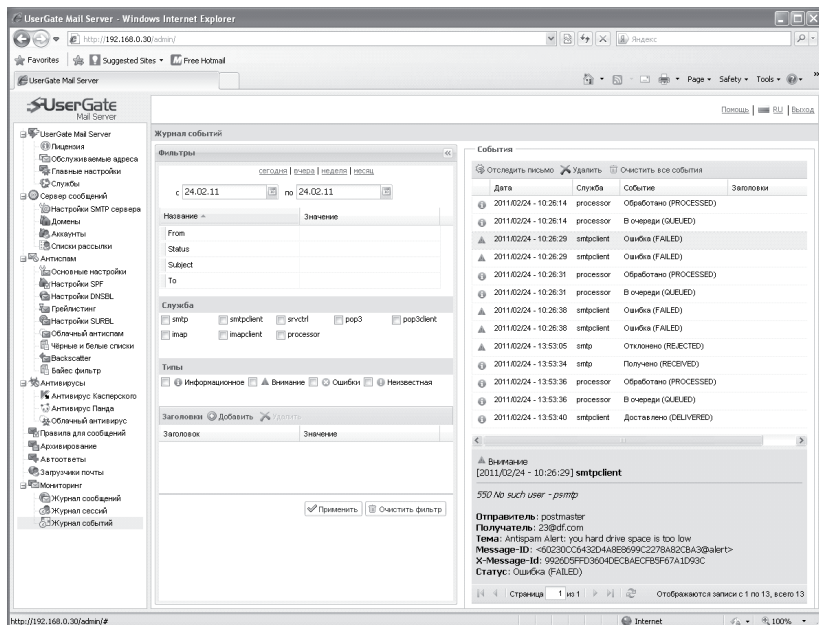 UserGate Mail Server - Windows Internet Explorer
http://192.168.0.30/admin/
Яндекс
Favorites Suggested Sites Free Hotmail
UserGate Mail Server
Page Safety Tools
UserGate
Mail Server
Помощь RU Выход
UserGate Mail Server
Лицензия
Обслуживаемые адреса
Главные настройки
Службы
Сервер сообщений
Настройки SMTP сервера
Домены
Аккаунты
Списки рассылки
Антиспам
Основные настройки
Настройки SPF
Настройки DNSBL
Грейлистинг
Настройки SURBL
Облачный антиспам
Чёрные и белые списки
Backscatter
Байес фильтр
Антивирусы
Антивирус Касперского
Антивирус Панда
Облачный антивирус
Правила для сообщений
Архивирование
Автоответы
Загрузчики почты
Мониторинг
Журнал сообщений
Журнал сессий
Журнал событий
Журнал событий
Фильтры
сегодня | вчера | неделя | месяц
с 24.02.11 по 24.02.11
Название Значение
From
Status
Subject
To
Служба
smtp smtpclient srvctrl pop3 pop3client
imap imapclient processor
Типы
Информационное Внимание Ошибки Неизвестная
Заголовки Добавить Удалить
Заголовок Значение
Применить Очистить фильтр
События
Отследить письмо Удалить Очистить все события
Дата Служба Событие Заголовки
2011/02/24 - 10:26:14 processor Обработано (PROCESSED)
2011/02/24 - 10:26:14 processor В очереди (QUEUED)
2011/02/24 - 10:26:29 smtpclient Ошибка (FAILED)
2011/02/24 - 10:26:29 smtpclient Ошибка (FAILED)
2011/02/24 - 10:26:31 processor Обработано (PROCESSED)
2011/02/24 - 10:26:31 processor В очереди (QUEUED)
2011/02/24 - 10:26:38 smtpclient Ошибка (FAILED)
2011/02/24 - 10:26:38 smtpclient Ошибка (FAILED)
2011/02/24 - 13:53:05 smtp Отклонено (REJECTED)
2011/02/24 - 13:53:34 smtp Получено (RECEIVED)
2011/02/24 - 13:53:36 processor Обработано (PROCESSED)
2011/02/24 - 13:53:36 processor В очереди (QUEUED)
2011/02/24 - 13:53:40 smtpclient Доставлено (DELIVERED)
Внимание
[2011/02/24 - 10:26:29] smtpclient
550 No such user - psmtp
Отправитель: postmaster
Получатель: 23@df.com
Тема: Antispam Alert: you hard drive space is too low
Message-ID: <60230CC6432D4A8E8699C2278A82CBA3@alert>
X-Message-Id: 9926D5FFD3604DECBAECFB5F67A1D93C
Статус: Ошибка (FAILED)
Страница 1 из 1 Отображаются записи с 1 по 13, всего 13
http://192.168.0.30/admin/# Internet 100%